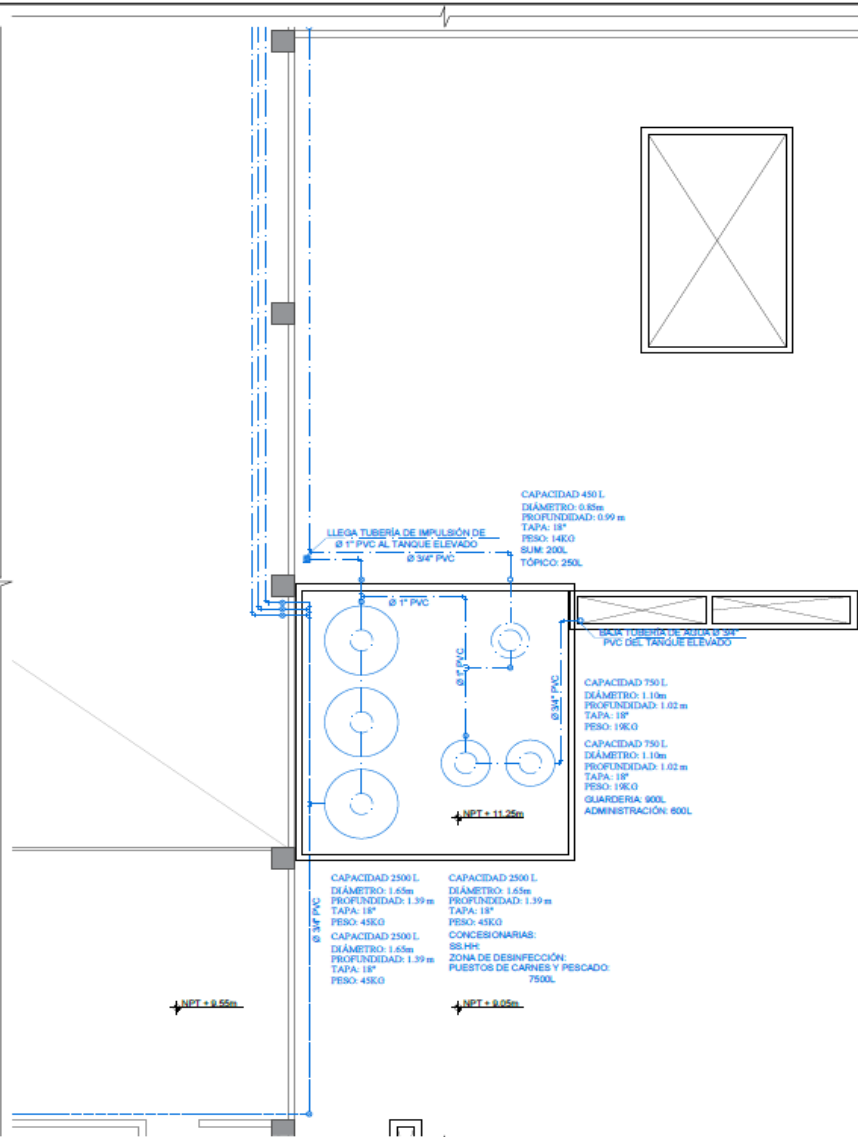 CAPACIDAD 450 L
DIÁMETRO: 0.85m
PROFUNDIDAD: 0.99 m
TAPA: 18"
PESO: 14KG
SUM: 200L
TÓPICO: 250L
LLEGA TUBERÍA DE IMPULSIÓN DE
Ø 1" PVC AL TANQUE ELEVADO
Ø 3/4" PVC
Ø 1" PVC
Ø 1" PVC
Ø 3/4" PVC
BAJA TUBERÍA DE AGUA Ø 3/4"
PVC DEL TANQUE ELEVADO
CAPACIDAD 750 L
DIÁMETRO: 1.10m
PROFUNDIDAD: 1.02 m
TAPA: 18"
PESO: 19KG
CAPACIDAD 750 L
DIÁMETRO: 1.10m
PROFUNDIDAD: 1.02 m
TAPA: 18"
PESO: 19KG
GUARDERIA: 900L
ADMINISTRACIÓN: 600L
NPT + 11.25m
CAPACIDAD 2500 L
DIÁMETRO: 1.65m
PROFUNDIDAD: 1.39 m
TAPA: 18"
PESO: 45KG
CAPACIDAD 2500 L
DIÁMETRO: 1.65m
PROFUNDIDAD: 1.39 m
TAPA: 18"
PESO: 45KG
CAPACIDAD 2500 L
DIÁMETRO: 1.65m
PROFUNDIDAD: 1.39 m
TAPA: 18"
PESO: 45KG
CONCESIONARIAS:
SS.HH:
ZONA DE DESINFECCIÓN:
PUESTOS DE CARNES Y PESCADO:
7500L
Ø 3/4" PVC
NPT + 9.55m
NPT + 9.05m